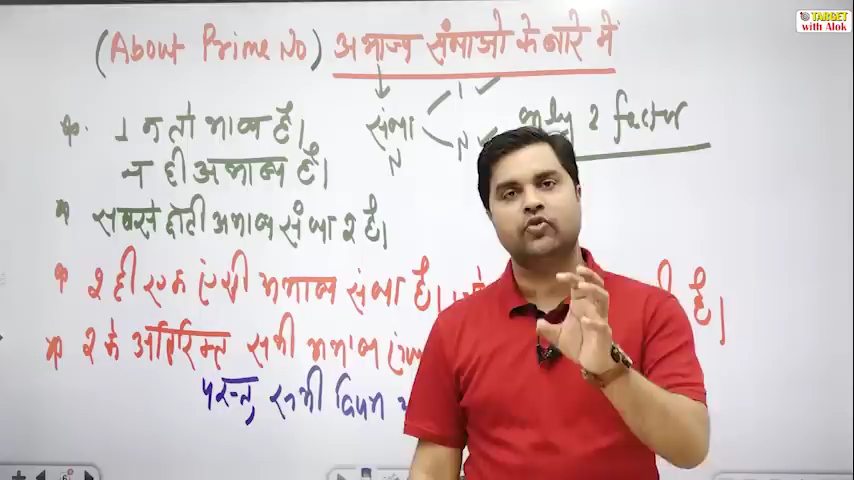 TARGET
with Alok
(About Prime No) अभाज्य संख्याओ के बारे में
1 न तो भाज्य है।
संख्या 1 only 2 factor
न ही अभाज्य है।
N N
सबसे छोटी अभाज्य संख्या 2 है।
2 ही एक ऐसी अभाज्य संख्या है। है।
2 के अतिरिक्त सभी अभाज्य
परन्तु, सभी विषम